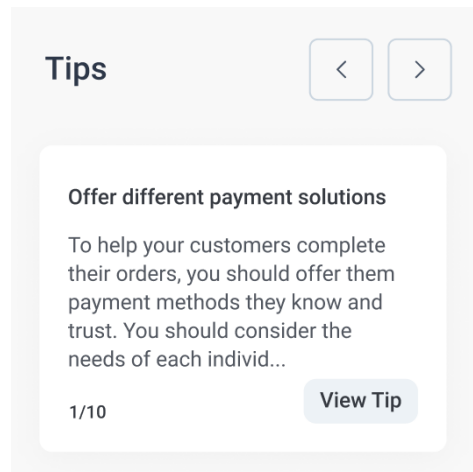 Tips
Offer different payment solutions
To help your customers complete
their orders, you should offer them
payment methods they know and
trust. You should consider the
needs of each individ...
1/10
View Tip